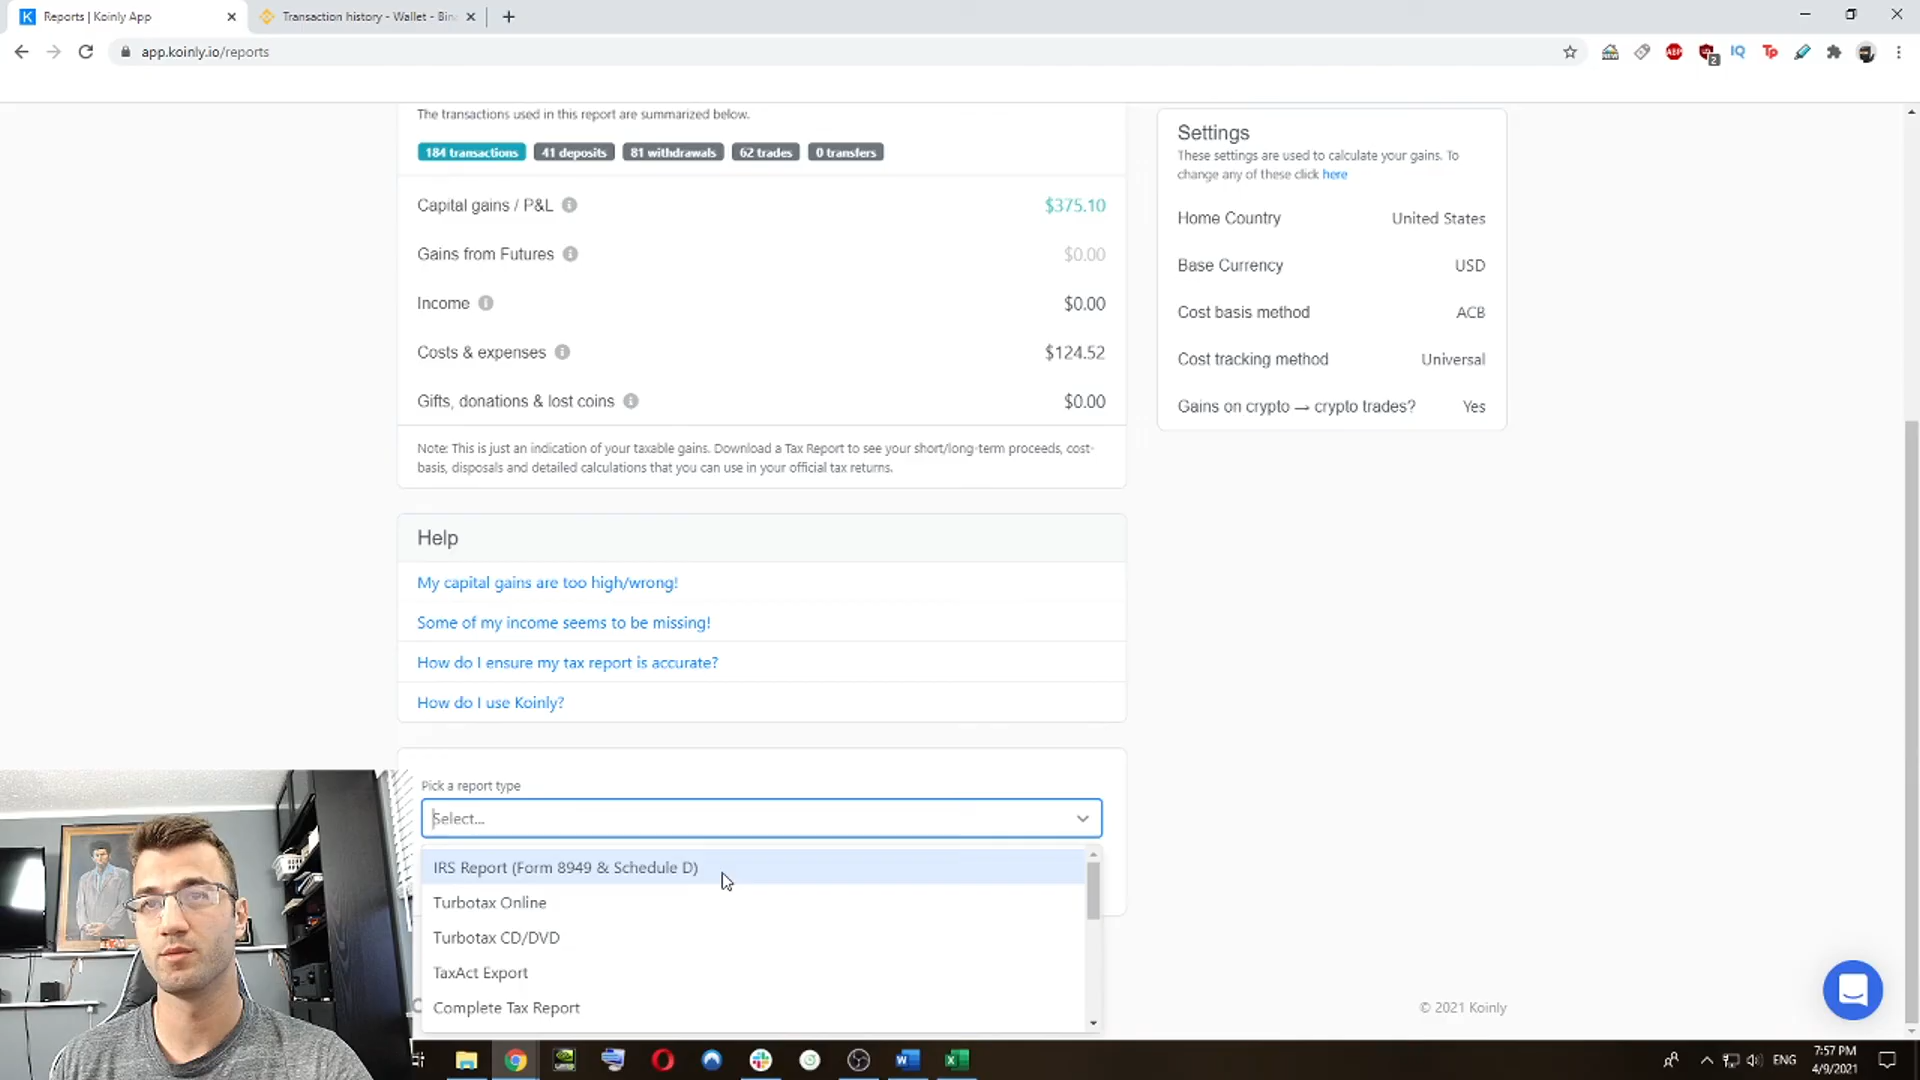 Reports | Koinly App
Transaction history - Wallet - Bin
app.koinly.io/reports
The transactions used in this report are summarized below.
184 transactions
41 deposits
81 withdrawals
62 trades
0 transfers
Capital gains / P&L
$375.10
Gains from Futures
$0.00
Income
$0.00
Costs & expenses
$124.52
Gifts, donations & lost coins
$0.00
Note: This is just an indication of your taxable gains. Download a Tax Report to see your short/long-term proceeds, cost-
basis, disposals and detailed calculations that you can use in your official tax returns.
Settings
These settings are used to calculate your gains. To
change any of these click here
Home Country
United States
Base Currency
USD
Cost basis method
ACB
Cost tracking method
Universal
Gains on crypto → crypto trades?
Yes
Help
My capital gains are too high/wrong!
Some of my income seems to be missing!
How do I ensure my tax report is accurate?
How do I use Koinly?
Pick a report type
Select...
IRS Report (Form 8949 & Schedule D)
Turbotax Online
Turbotax CD/DVD
TaxAct Export
Complete Tax Report
© 2021 Koinly
ENG
7:57 PM
4/9/2021